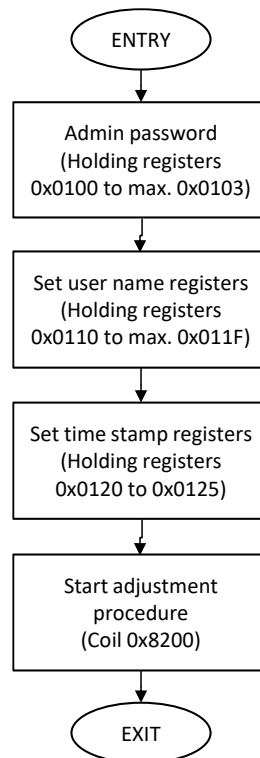 ENTRY
Admin password
(Holding registers
0x0100 to max. 0x0103)
Set user name registers
(Holding registers
0x0110 to max. 0x011F)
Set time stamp registers
(Holding registers
0x0120 to 0x0125)
Start adjustment
procedure
(Coil 0x8200)
EXIT